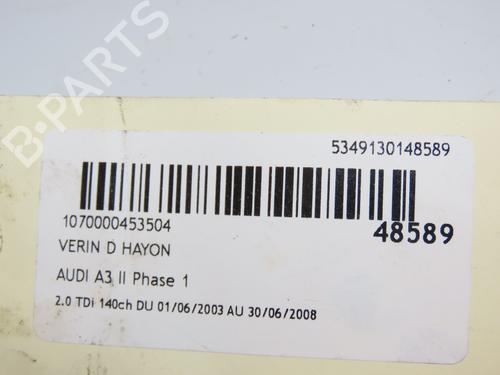 B-PARTS
5349130148589
1070000453504
48589
VERIN D HAYON
AUDI A3 II Phase 1
2.0 TDI 140ch DU 01/06/2003 AU 30/06/2008